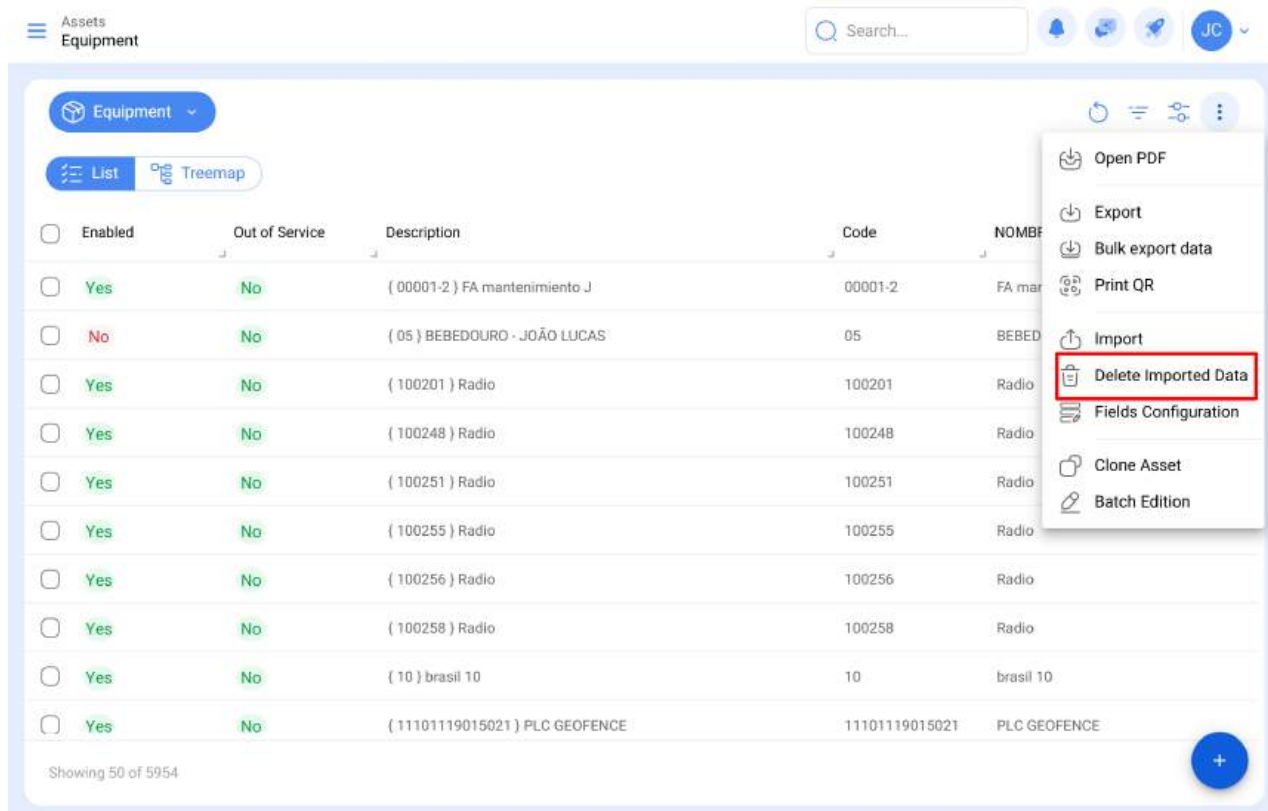 Assets
Equipment
Search...
JC
Equipment
List
Treemap
Open PDF
Export
Bulk export data
Print QR
Import
Delete Imported Data
Fields Configuration
Clone Asset
Batch Edition
Enabled Out of Service Description Code NOMBR
Yes No { 00001-2 } FA mantenimiento J 00001-2 FA mar
No No { 05 } BEBEDOURO - JOÃO LUCAS 05 BEBED
Yes No { 100201 } Radio 100201 Radio
Yes No { 100248 } Radio 100248 Radio
Yes No { 100251 } Radio 100251 Radio
Yes No { 100255 } Radio 100255 Radio
Yes No { 100256 } Radio 100256 Radio
Yes No { 100258 } Radio 100258 Radio
Yes No { 10 } brasil 10 10 brasil 10
Yes No { 11101119015021 } PLC GEOFENCE 11101119015021 PLC GEOFENCE
Showing 50 of 5954